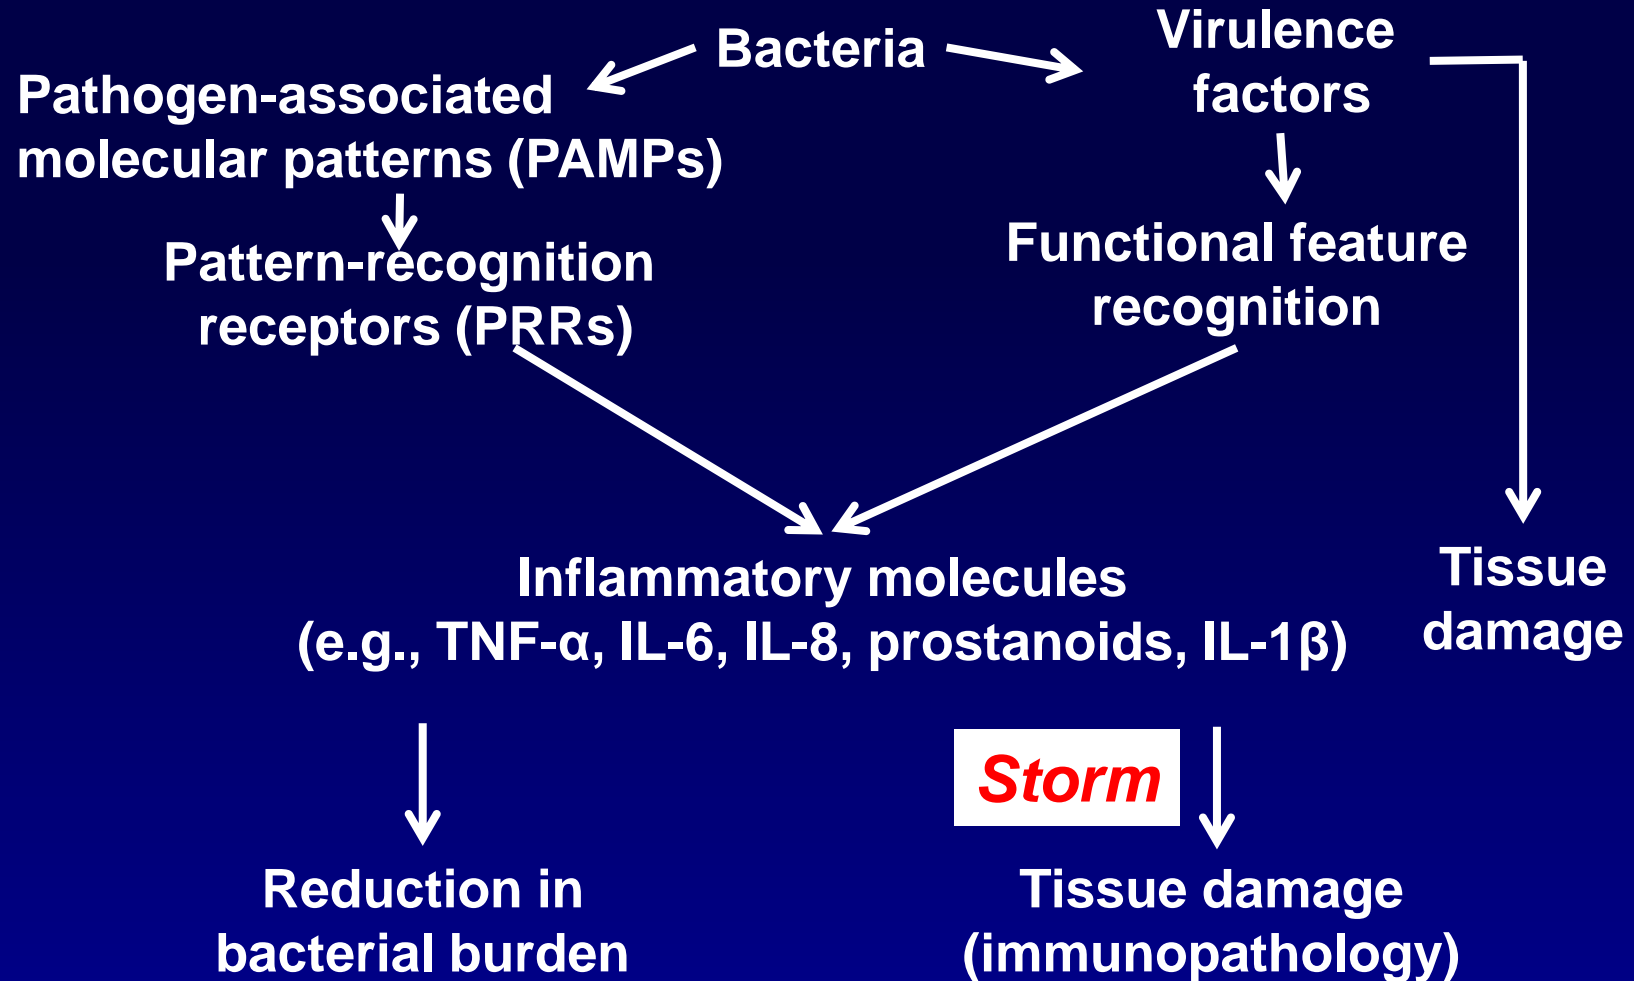 Bacteria
Virulence
factors
Pathogen-associated
molecular patterns (PAMPs)
Pattern-recognition
receptors (PRRs)
Functional feature
recognition
Inflammatory molecules
(e.g., TNF-α, IL-6, IL-8, prostanoids, IL-1β)
Tissue
damage
Storm
Reduction in
bacterial burden
Tissue damage
(immunopathology)